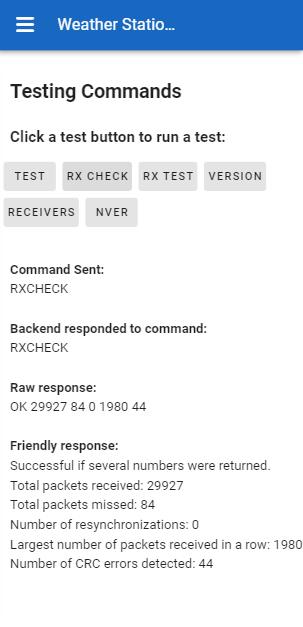 Weather Statio...
Testing Commands
Click a test button to run a test:
TEST RX CHECK RX TEST VERSION
RECEIVERS NVER
Command Sent:
RXCHECK
Backend responded to command:
RXCHECK
Raw response:
OK 29927 84 0 1980 44
Friendly response:
Successful if several numbers were returned.
Total packets received: 29927
Total packets missed: 84
Number of resynchronizations: 0
Largest number of packets received in a row: 1980
Number of CRC errors detected: 44